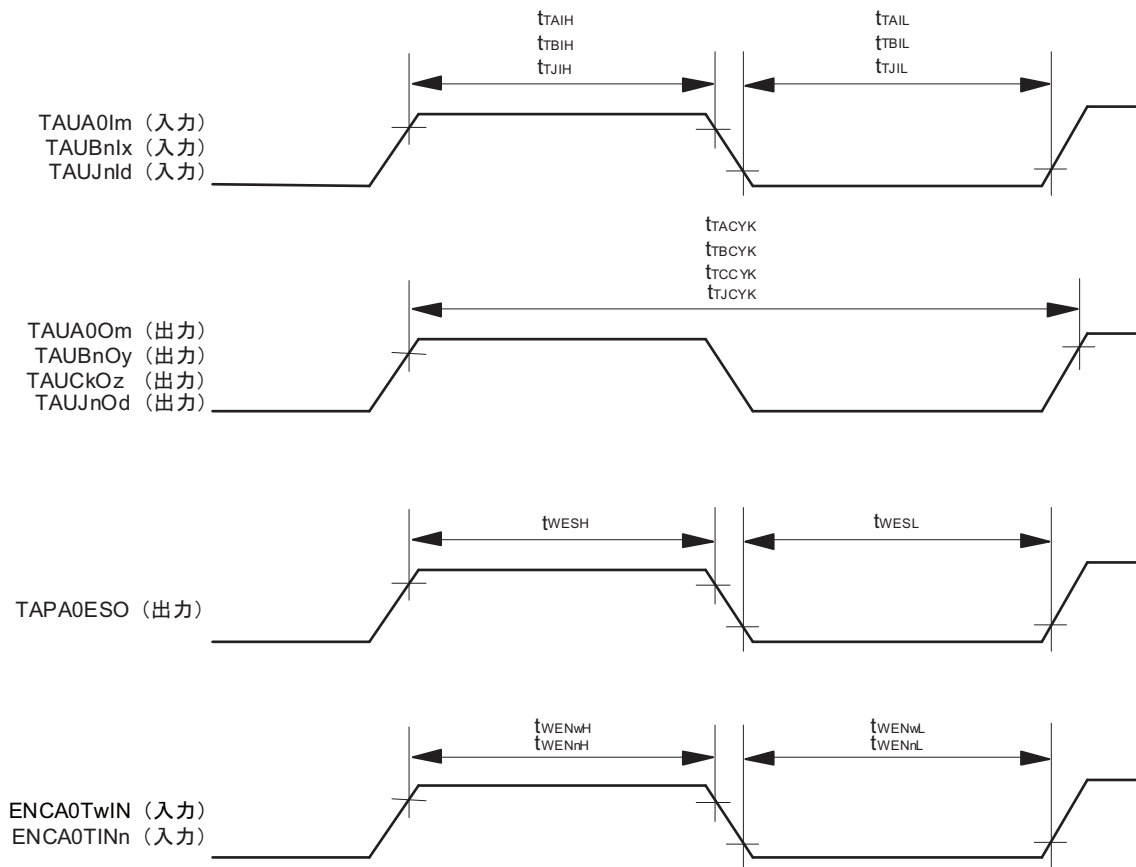 tTAIH
tTBIH
tTJIH
tTAIL
tTBIL
tTJIL
TAUA0Im（入力）
TAUBnIx（入力）
TAUJnId（入力）
tTACYK
tTBCYK
tTCCYK
tTJCYK
TAUA0Om（出力）
TAUBnOy（出力）
TAUCkOz （出力）
TAUJnOd（出力）
tWESH
tWESL
TAPA0ESO（出力）
tWENwH
tWENnH
tWENwL
tWENnL
ENCA0TwIN（入力）
ENCA0TINn（入力）